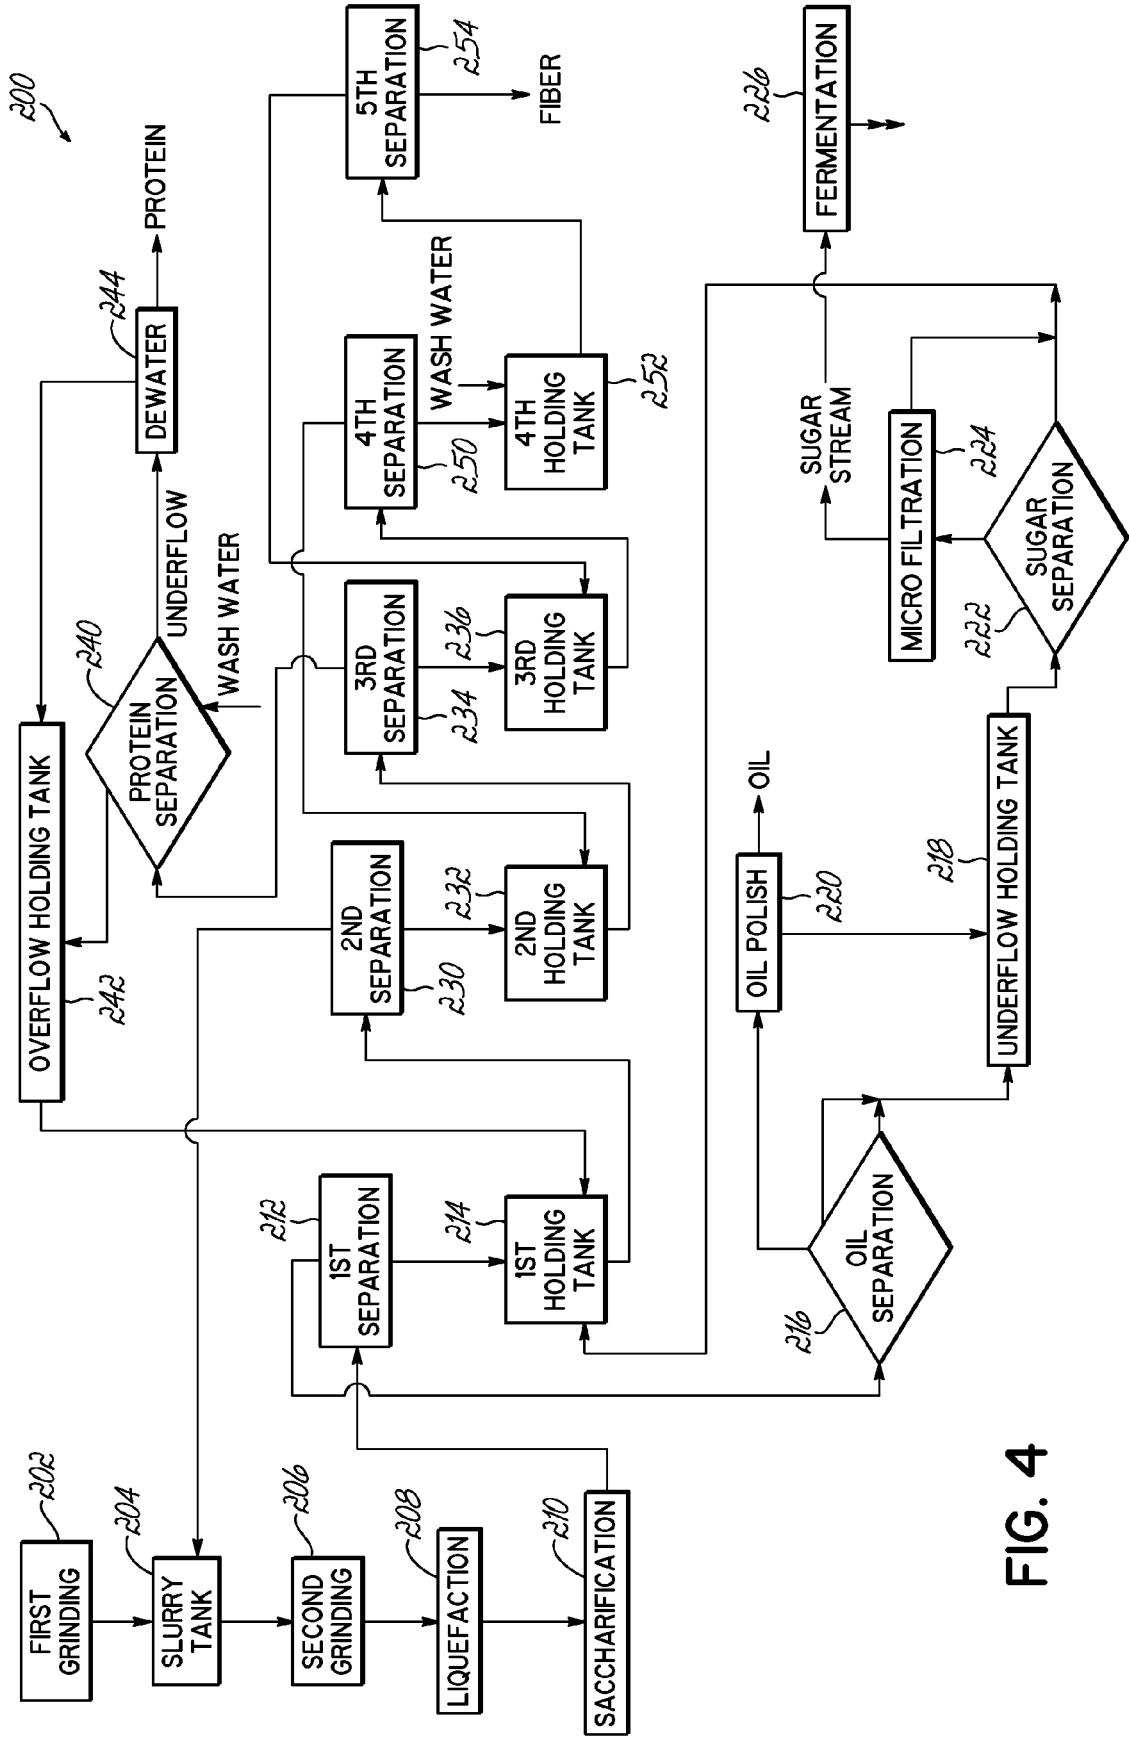 200
FIRST
GRINDING
202
SLURRY
TANK
204
SECOND
GRINDING
206
LIQUEFACTION
208
SACCHARIFICATION
210
1ST
SEPARATION
212
1ST
HOLDING
TANK
214
OVERFLOW HOLDING TANK
242
PROTEIN
SEPARATION
240
UNDERFLOW
WASH WATER
DEWATER
244
PROTEIN
2ND
SEPARATION
230
2ND
HOLDING
TANK
232
3RD
SEPARATION
234
3RD
HOLDING
TANK
236
4TH
SEPARATION
250
WASH WATER
4TH
HOLDING
TANK
252
5TH
SEPARATION
254
FIBER
OIL
SEPARATION
216
OIL POLISH
220
OIL
UNDERFLOW HOLDING TANK
218
SUGAR
SEPARATION
222
MICRO FILTRATION
224
SUGAR
STREAM
FERMENTATION
226
FIG. 4